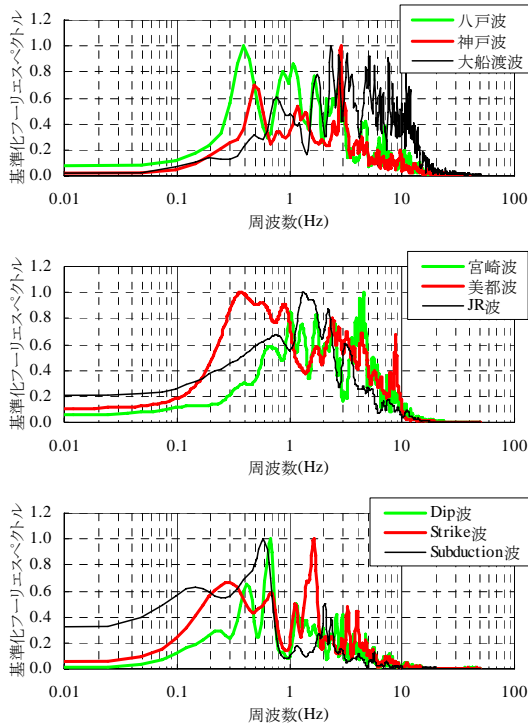 基準化フーリエスペクトル
1.2
1.0
0.8
0.6
0.4
0.2
0.0
八戸波
神戸波
大船渡波
0.01
0.1
1
10
100
周波数(Hz)
基準化フーリエスペクトル
1.2
1.0
0.8
0.6
0.4
0.2
0.0
宮崎波
美都波
JR波
0.01
0.1
1
10
100
周波数(Hz)
基準化フーリエスペクトル
1.2
1.0
0.8
0.6
0.4
0.2
0.0
Dip波
Strike波
Subduction波
0.01
0.1
1
10
100
周波数(Hz)